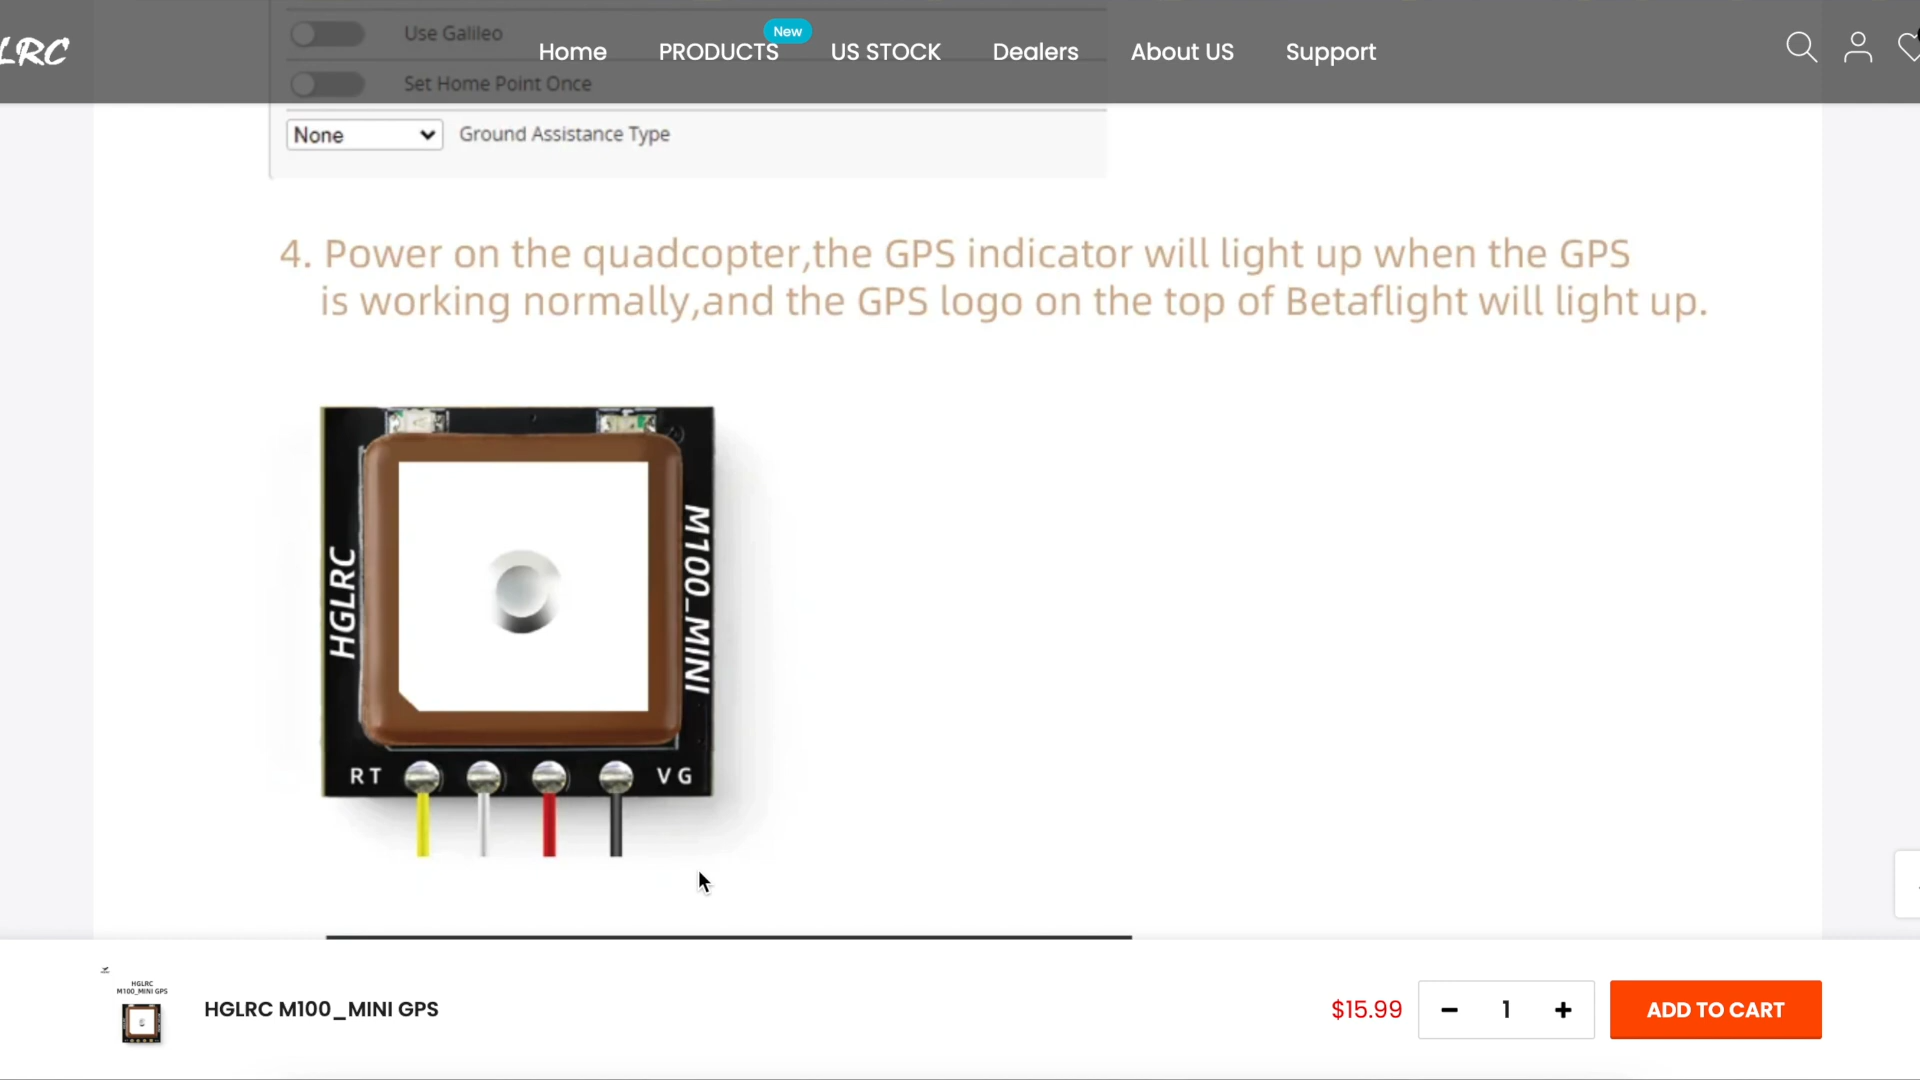 LRC
Home
PRODUCTS
New
US STOCK
Dealers
About US
Support
Use Galileo
Set Home Point Once
None
Ground Assistance Type
4. Power on the quadcopter,the GPS indicator will light up when the GPS
is working normally,and the GPS logo on the top of Betaflight will light up.
HGLRC
M100_MINI
R T
V G
HGLRC
M100_MINI GPS
HGLRC M100_MINI GPS
$15.99
− 1 +
ADD TO CART